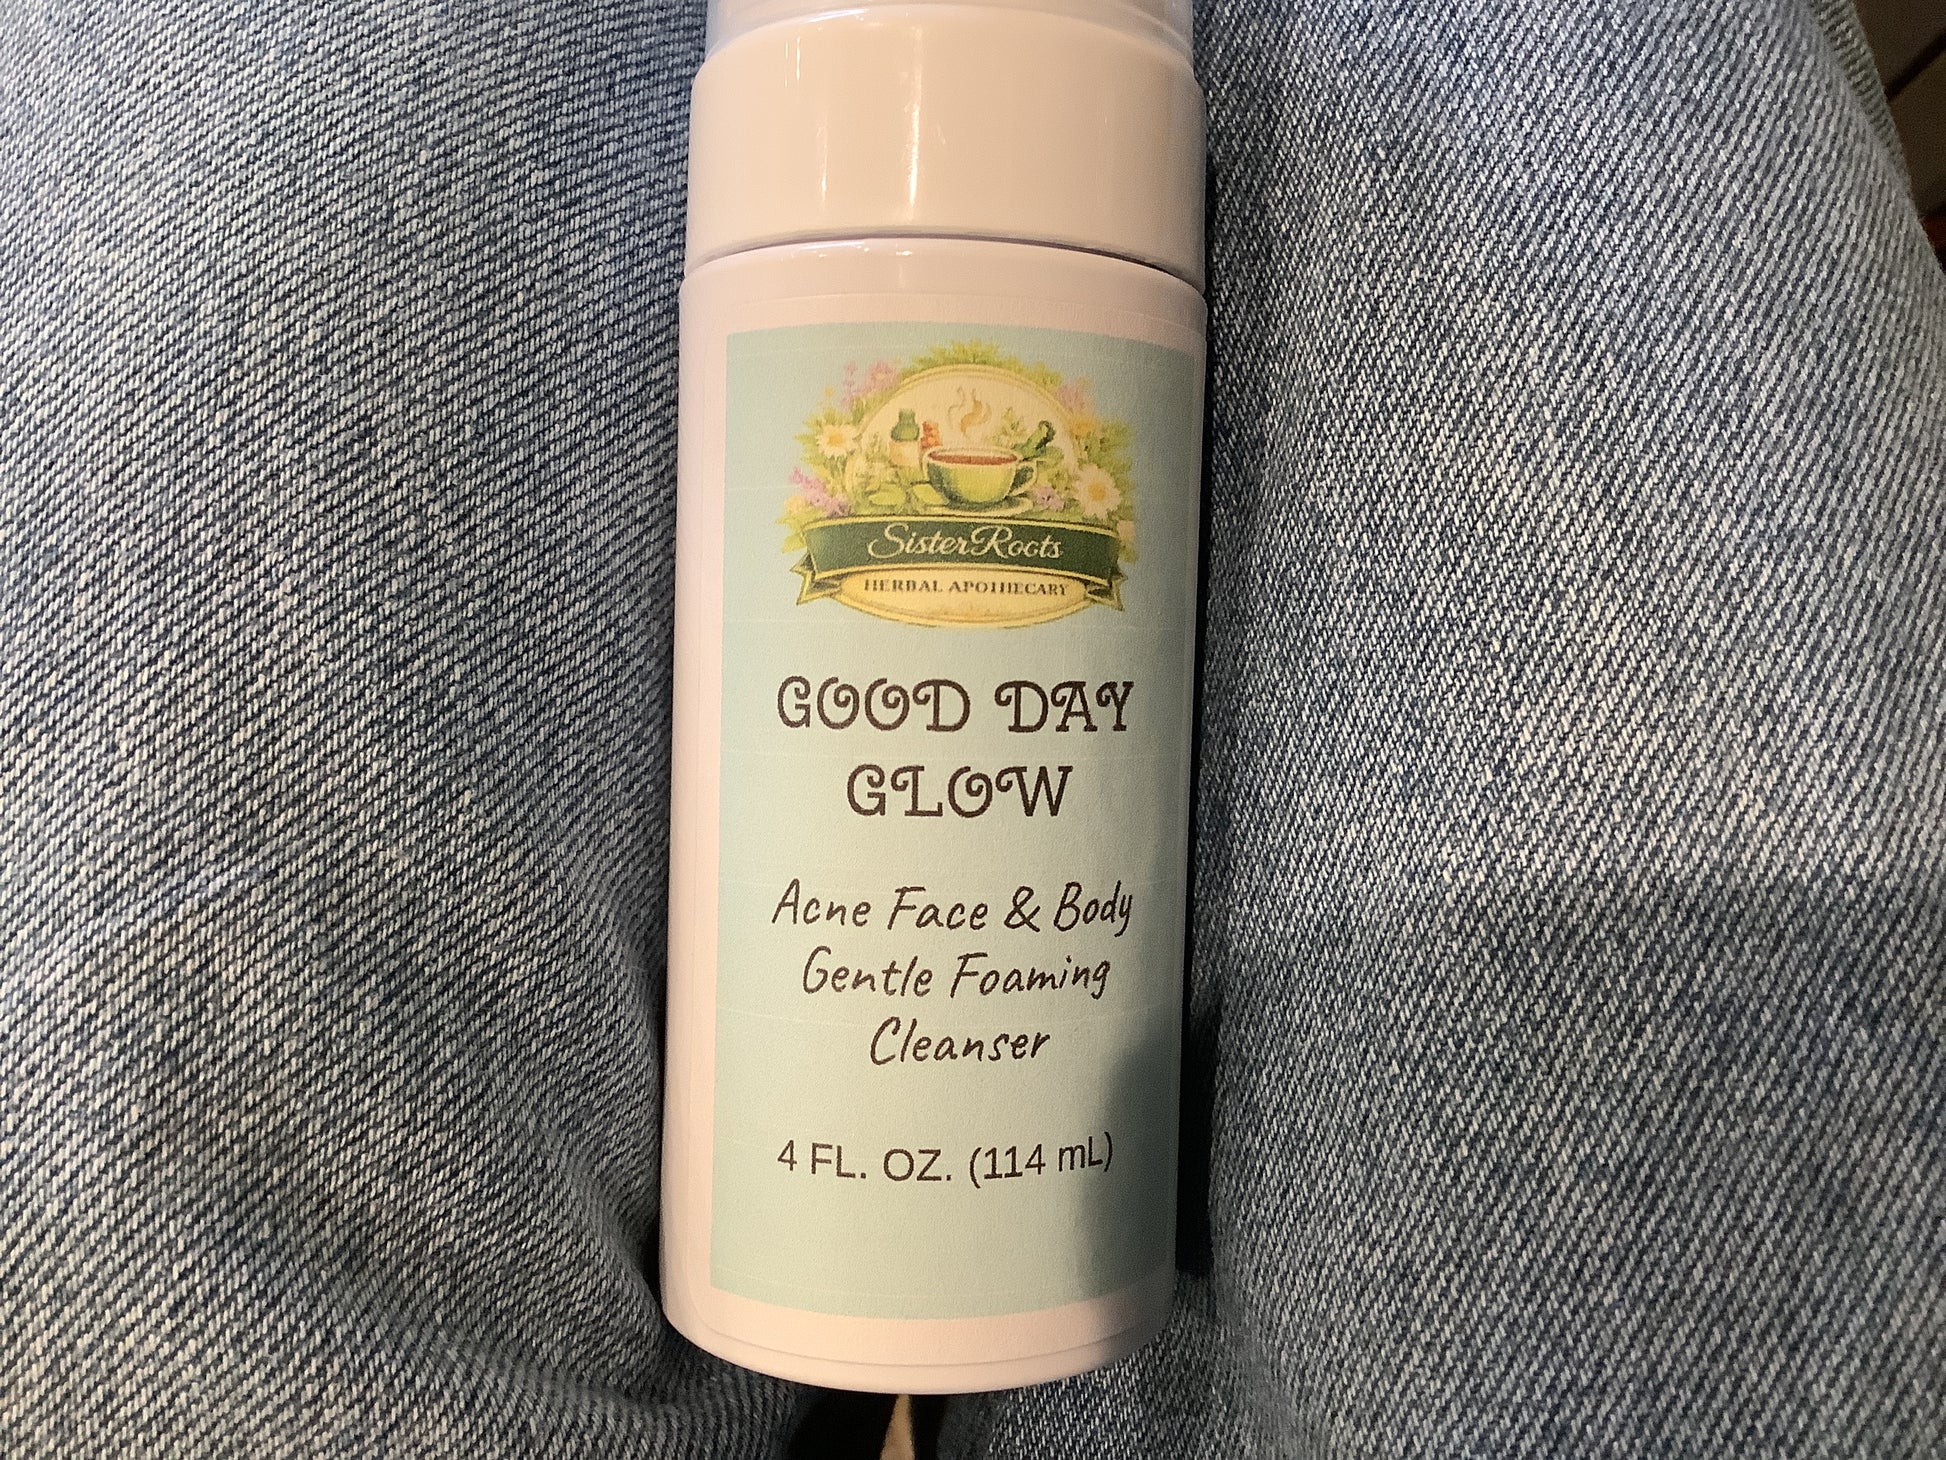 SisterRoots
HERBAL APOTHECARY
GOOD DAY
GLOW
Acne Face & Body
Gentle Foaming
Cleanser
4 FL. OZ. (114 mL)